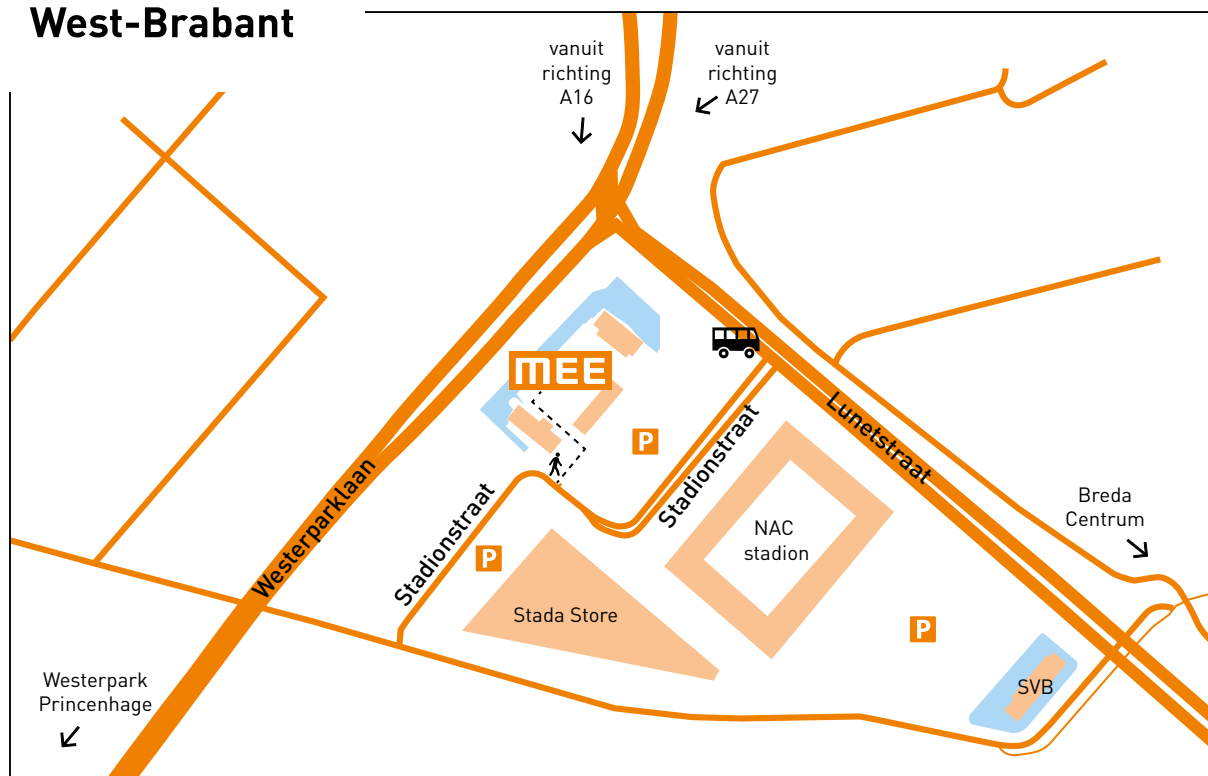 West-Brabant
vanuit
richting
A16
vanuit
richting
A27
mee
P
Stadionstraat
Lunetstraat
Westerparklaan
Stadionstraat
NAC
stadion
Breda
Centrum
P
Stada Store
P
SVB
Westerpark
Princenhage